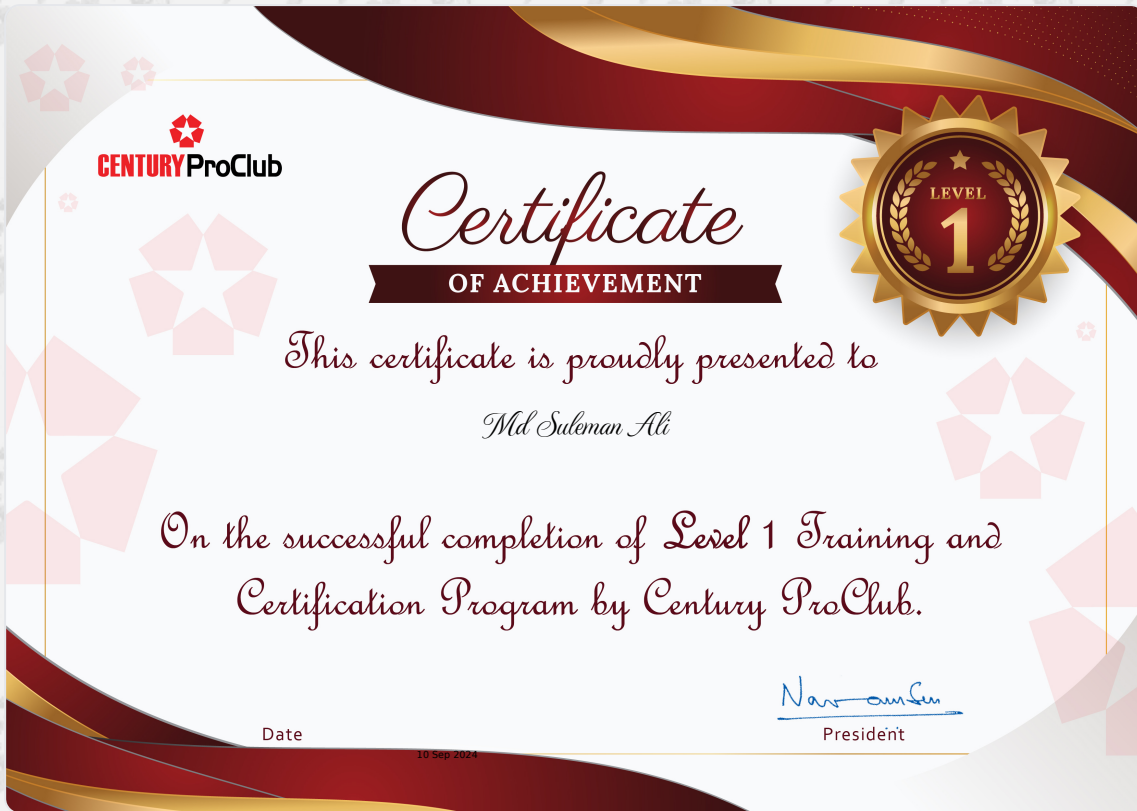 CENTURY ProClub
LEVEL
1
Certificate
OF ACHIEVEMENT
This certificate is proudly presented to
Md Suleman Ali
On the successful completion of Level 1 Training and
Certification Program by Century ProClub.
Date
President
10 Sep 2024